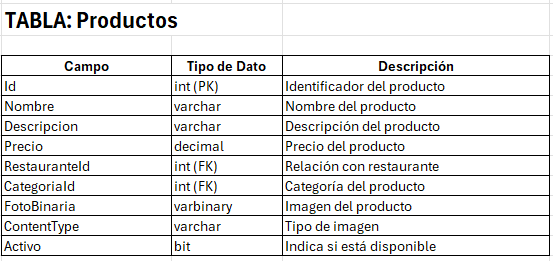 TABLA: Productos
Campo Tipo de Dato Descripción
Id int (PK) Identificador del producto
Nombre varchar Nombre del producto
Descripcion varchar Descripción del producto
Precio decimal Precio del producto
RestauranteId int (FK) Relación con restaurante
CategoriaId int (FK) Categoría del producto
FotoBinaria varbinary Imagen del producto
ContentType varchar Tipo de imagen
Activo bit Indica si está disponible